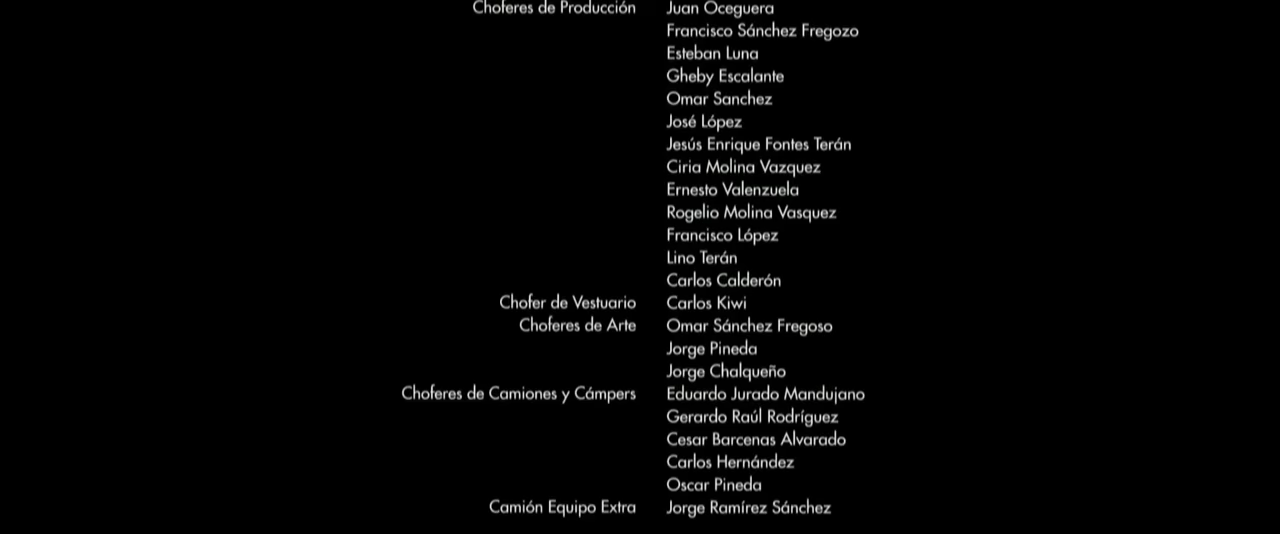 Choferes de Producción Juan Oceguera
Francisco Sánchez Fregozo
Esteban Luna
Gheby Escalante
Omar Sanchez
José López
Jesús Enrique Fontes Terán
Ciria Molina Vazquez
Ernesto Valenzuela
Rogelio Molina Vasquez
Francisco López
Lino Terán
Carlos Calderón
Chofer de Vestuario Carlos Kiwi
Choferes de Arte Omar Sánchez Fregoso
Jorge Pineda
Jorge Chalqueño
Choferes de Camiones y Cámpers Eduardo Jurado Mandujano
Gerardo Raúl Rodríguez
Cesar Barcenas Alvarado
Carlos Hernández
Oscar Pineda
Camión Equipo Extra Jorge Ramírez Sánchez